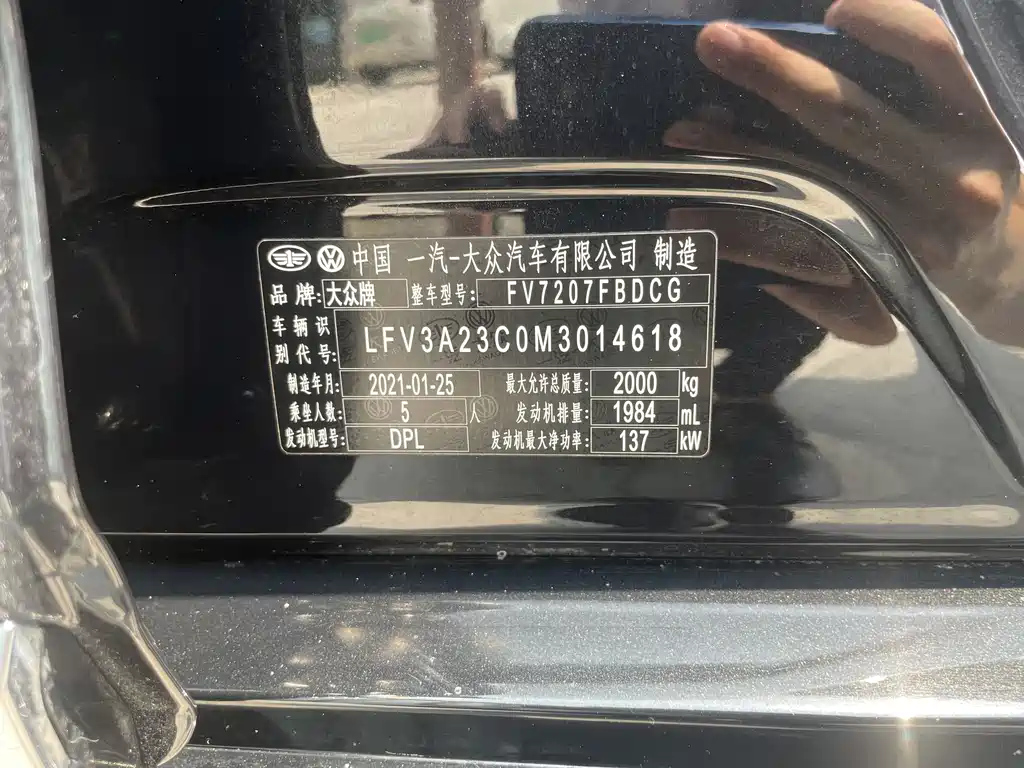 中国 一汽-大众汽车有限公司 制造
品牌:大众牌 整车型号: FV7207FBDCG
车辆识别代号: LFV3A23C0M3014618
制造年月: 2021-01-25 最大允许总质量: 2000 kg
乘坐人数: 5 人 发动机排量: 1984 mL
发动机型号: DPL 发动机最大净功率: 137 kW